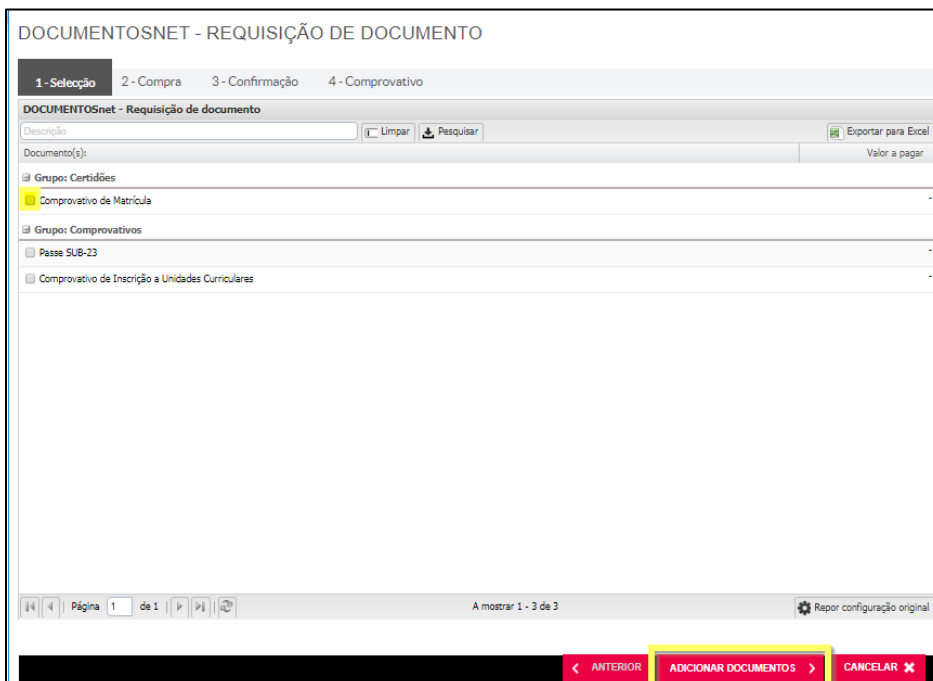 DOCUMENTOSNET - REQUISIÇÃO DE DOCUMENTO
1 - Selecção 2 - Compra 3 - Confirmação 4 - Comprovativo
DOCUMENTOSnet - Requisição de documento
Descrição Limpar Pesquisar Exportar para Excel
Documento(s): Valor a pagar
Grupo: Certidões
Comprovativo de Matrícula -
Grupo: Comprovativos
Passe SUB-23 -
Comprovativo de Inscrição a Unidades Curriculares -
Página 1 de 1 A mostrar 1 - 3 de 3 Repor configuração original
ANTERIOR ADICIONAR DOCUMENTOS CANCELAR